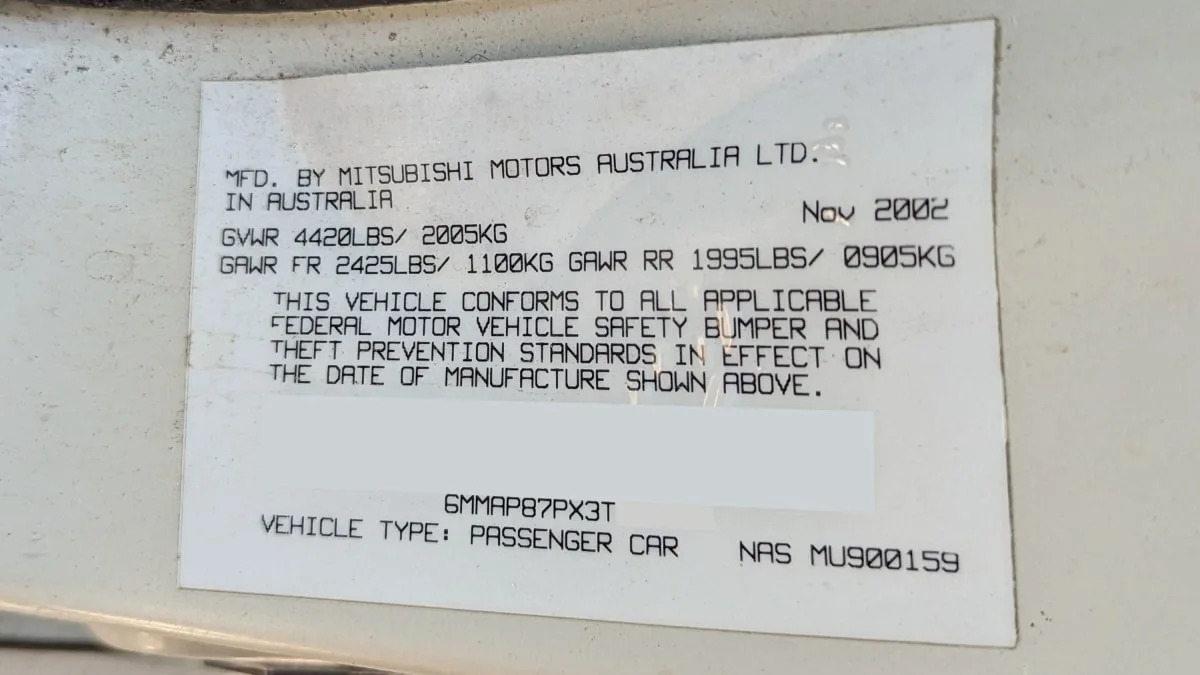 MFD. BY MITSUBISHI MOTORS AUSTRALIA LTD.
IN AUSTRALIA
Nov 2002
GVWR 4420LBS/ 2005KG
GAWR FR 2425LBS/ 1100KG GAWR RR 1995LBS/ 0905KG
THIS VEHICLE CONFORMS TO ALL APPLICABLE
FEDERAL MOTOR VEHICLE SAFETY BUMPER AND
THEFT PREVENTION STANDARDS IN EFFECT ON
THE DATE OF MANUFACTURE SHOWN ABOVE.
6MMAP87PX3T
VEHICLE TYPE: PASSENGER CAR
NAS MU900159